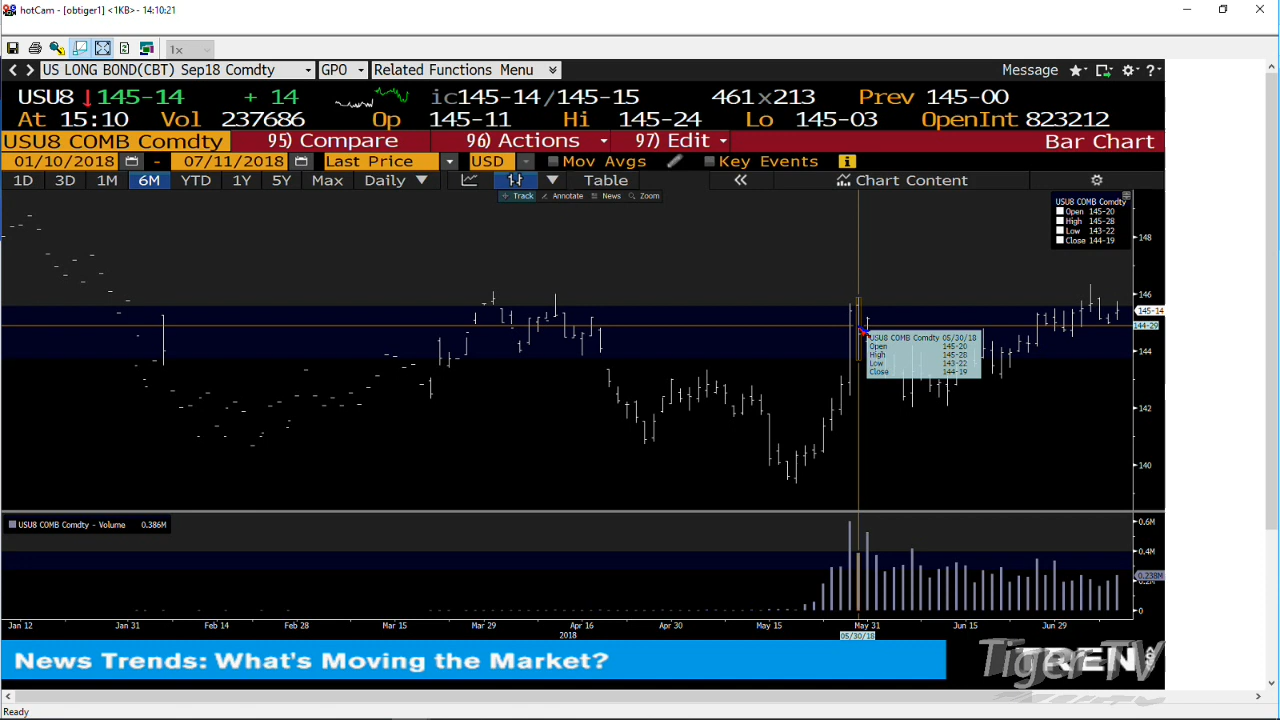 hotCam - [obtiger1] <1KB> - 14:10:21
1x
US LONG BOND(CBT) Sep18 Comdty GPO Related Functions Menu Message
USU8 145-14 + 14 ic145-14/145-15 461x213 Prev 145-00
At 15:10 Vol 237686 Op 145-11 Hi 145-24 Lo 145-03 OpenInt 823212
USU8 COMB Comdty 95) Compare 96) Actions 97) Edit Bar Chart
01/10/2018 - 07/11/2018 Last Price USD Mov Avgs Key Events
1D 3D 1M 6M YTD 1Y 5Y Max Daily Table Chart Content
Track Annotate News Zoom
USU8 COMB Comdty
Open 145-20
High 145-28
Low 143-22
Close 144-19
148
146
145-14
144-29
144
142
140
USU8 COMB Comdty 05/30/18
Open 145-20
High 145-28
Low 143-22
Close 144-19
USU8 COMB Comdty - Volume 0.386M
0.6M
0.4M
0.238M
0
Jan 12 Jan 31 Feb 14 Feb 28 Mar 15 Mar 29 Apr 16 Apr 30 May 15 May 31 Jun 15 Jun 29
2018 05/30/18
News Trends: What's Moving the Market?
TREN
Tiger TV
Ready